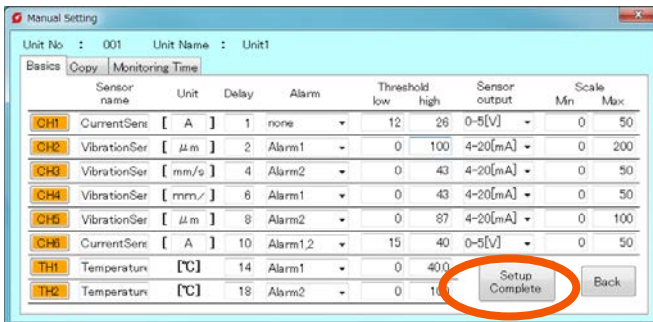 Manual Setting
Unit No : 001 Unit Name : Unit1
Basics Copy Monitoring Time
Sensor name Unit Delay Alarm Threshold low high Sensor output Scale Min Max
CH1 CurrentSens [ A ] 1 none 12 26 0-5[V] 0 50
CH2 VibrationSer [ μm ] 2 Alarm1 0 100 4-20[mA] 0 200
CH3 VibrationSer [ mm/s ] 4 Alarm2 0 43 4-20[mA] 0 50
CH4 VibrationSer [ mm/ ] 6 Alarm1 0 43 4-20[mA] 0 50
CH5 VibrationSer [ μm ] 8 Alarm2 0 87 4-20[mA] 0 100
CH6 CurrentSens [ A ] 10 Alarm1,2 15 40 0-5[V] 0 50
TH1 Temperature [℃] 14 Alarm1 0 40.0
TH2 Temperature [℃] 18 Alarm2 0
Setup Complete
Back